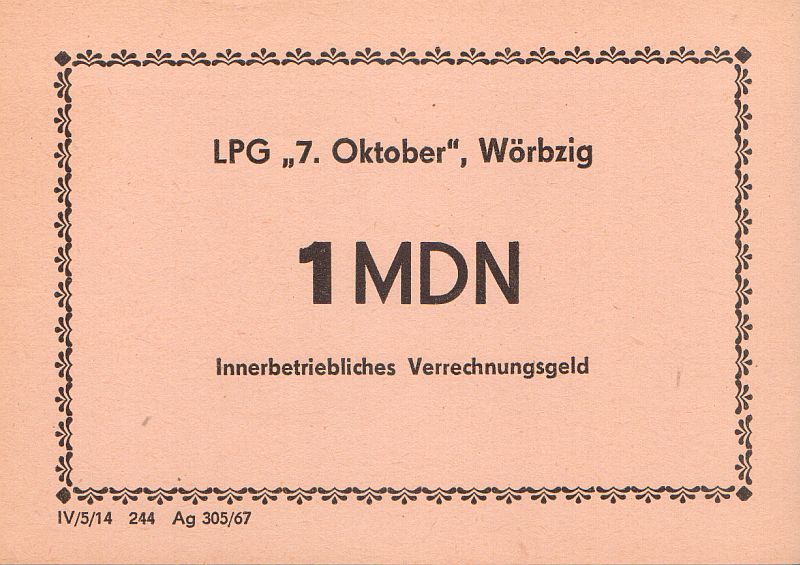 LPG „7. Oktober“, Wörbzig
1 MDN
Innerbetriebliches Verrechnungsgeld
IV/5/14 244 Ag 305/67